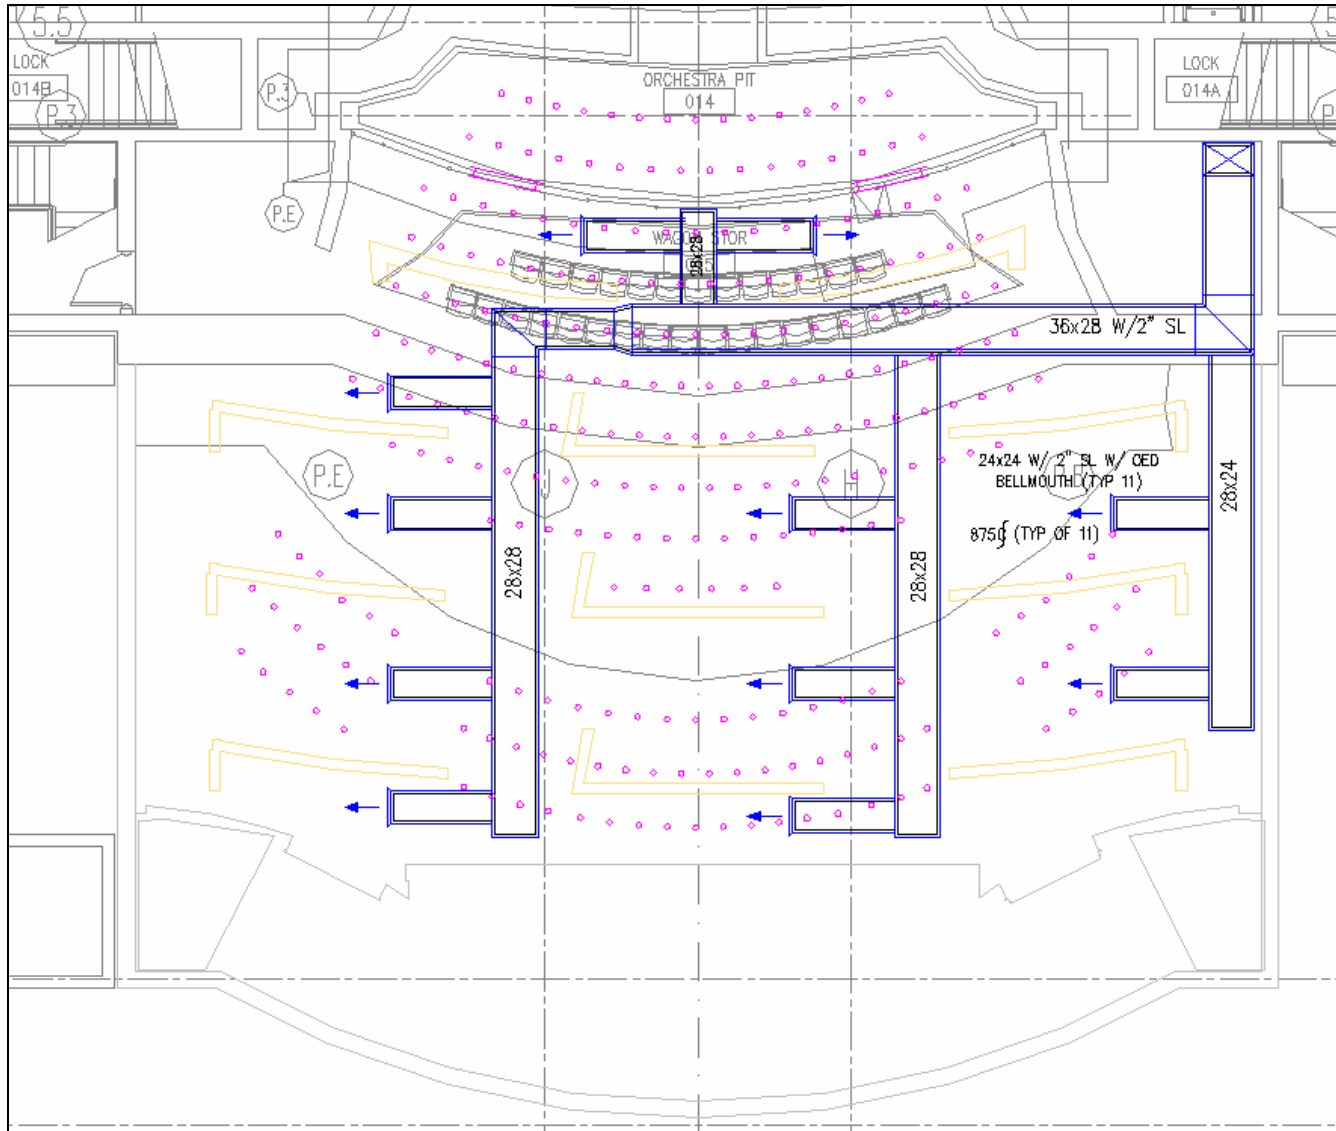 5.5
LOCK
014B
P.3
P.3
ORCHESTRA PIT
014
LOCK
014A
P.E
28x28
36x28 W/2" SL
P.E
J
H
24x24 W/ 2" SL W/ OED
BELLMOUTH (TYP 11)
28x24
875 (TYP OF 11)
28x28
28x28